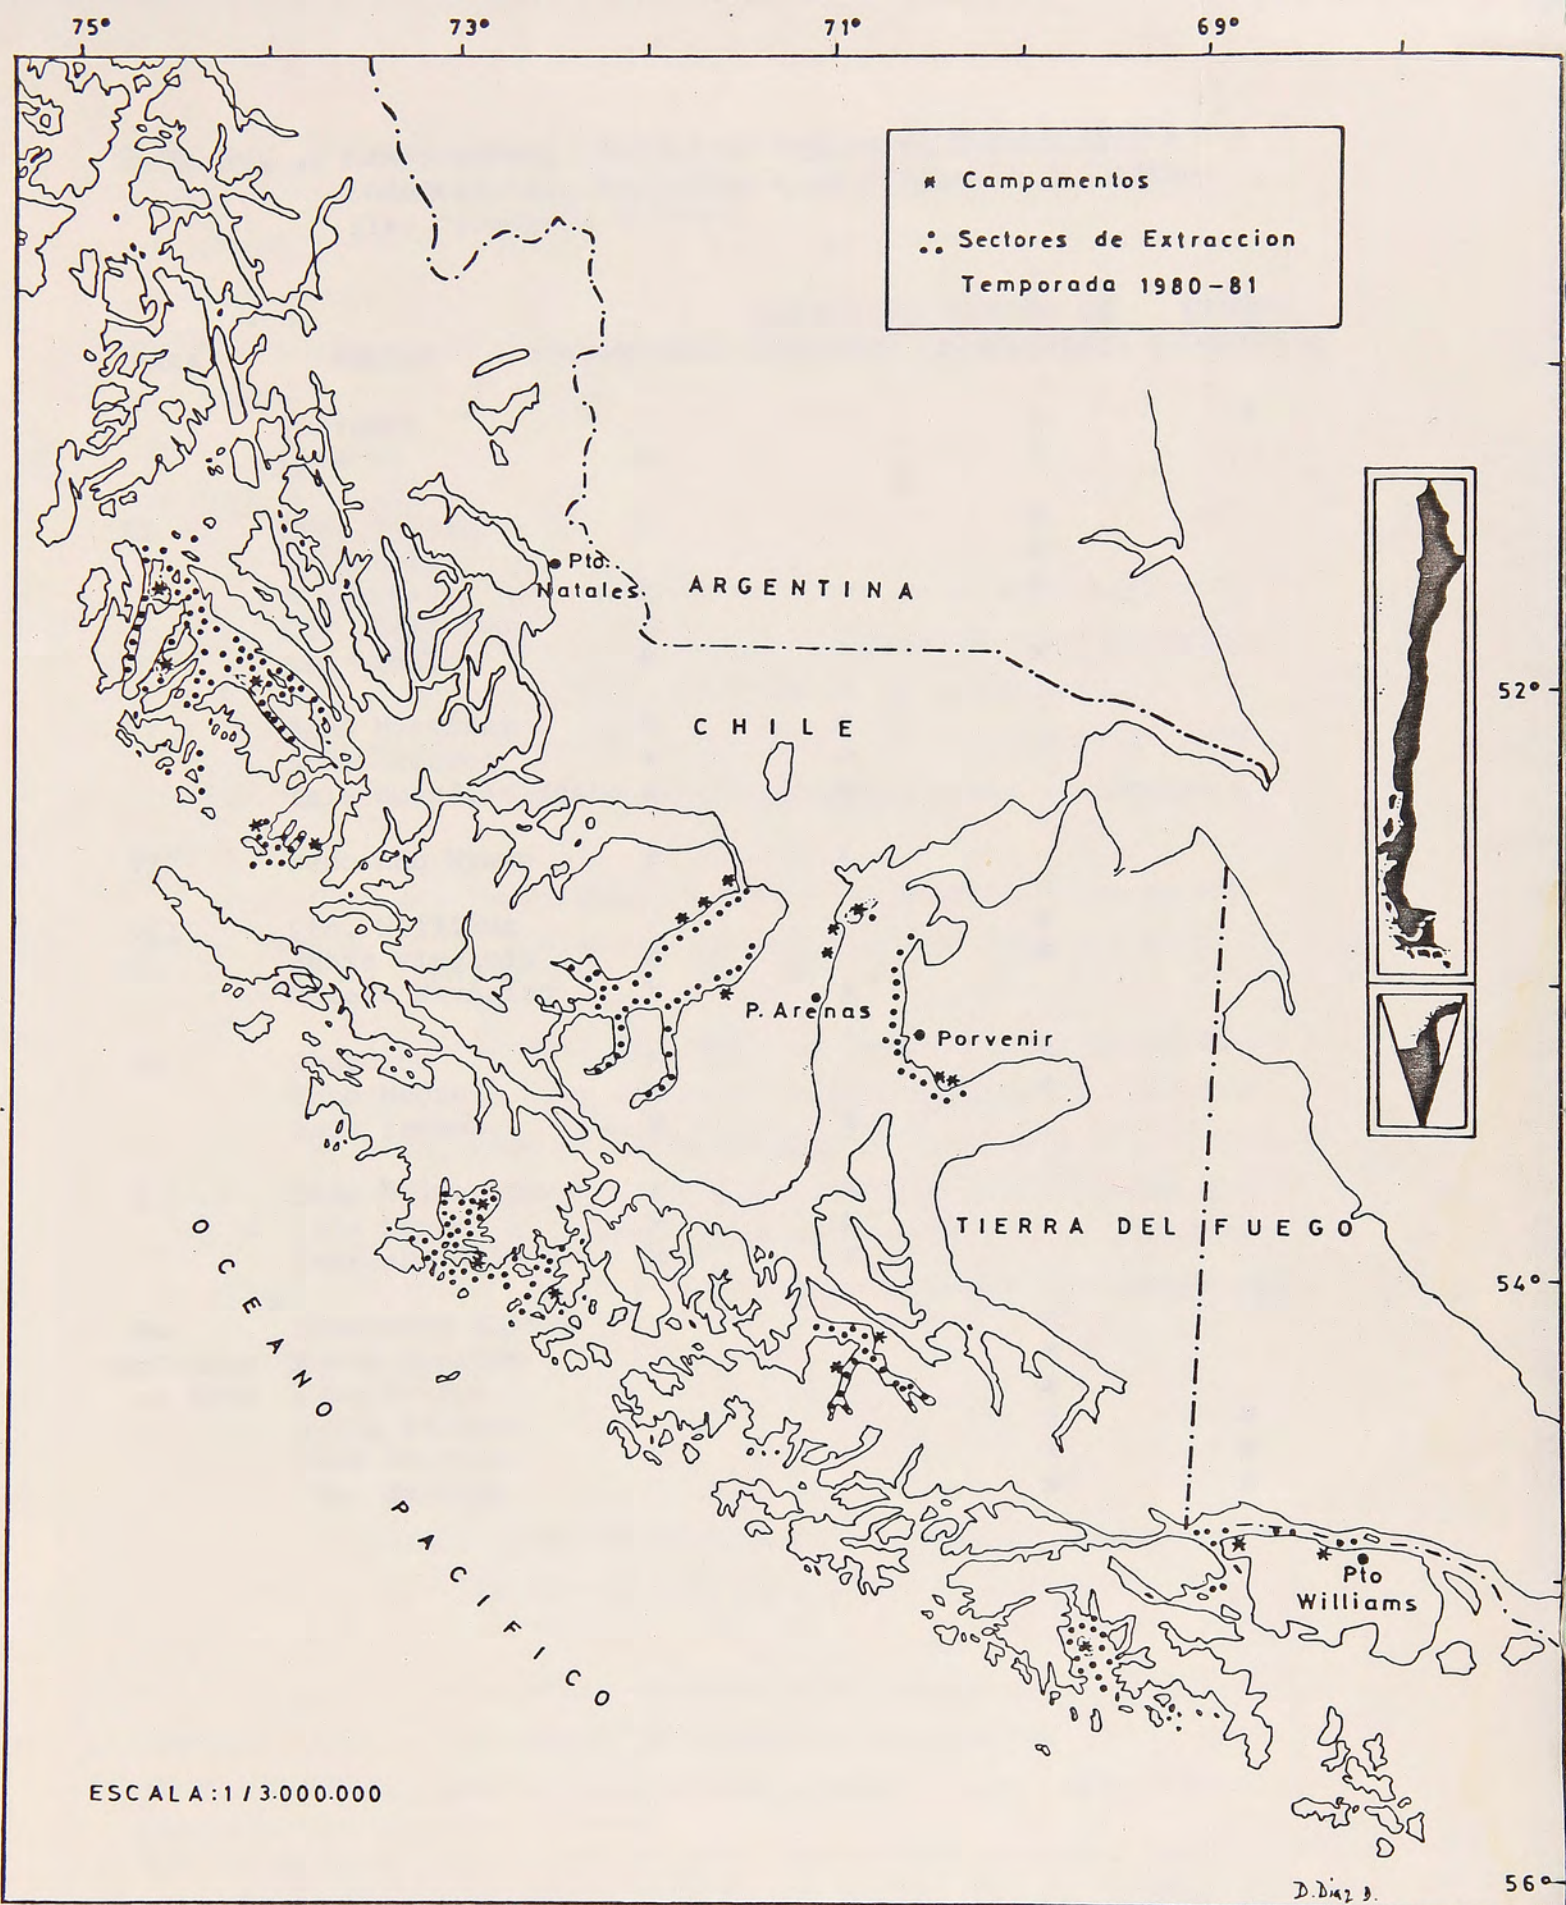 75° 73° 71° 69°
* Campamentos
Sectores de Extraccion
Temporada 1980-81
Pto.
Natales.
ARGENTINA
CHILE
52°
P. Arenas
Porvenir
TIERRA DEL FUEGO
54°
OCEANO PACIFICO
Pto
Williams
ESCALA:1/3.000.000
D. Diaz B.
56°